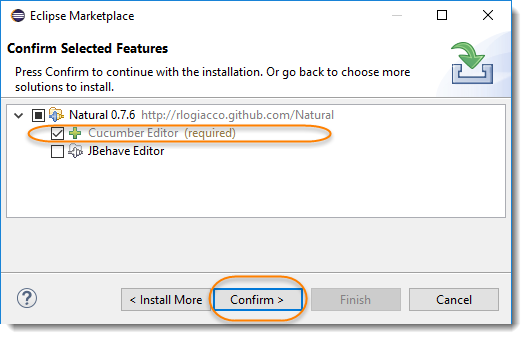 Eclipse Marketplace
Confirm Selected Features
Press Confirm to continue with the installation. Or go back to choose more
solutions to install.
Natural 0.7.6 http://rlogiacco.github.com/Natural
Cucumber Editor (required)
JBehave Editor
? < Install More Confirm > Finish Cancel